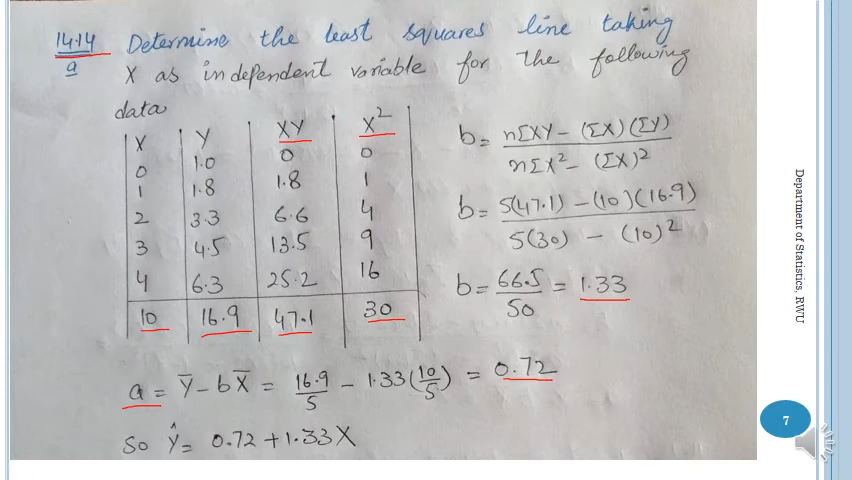 14.14 Determine the least squares line taking
a X as independent variable for the following
data
X Y XY X²
0 1.0 0 0
1 1.8 1.8 1
2 3.3 6.6 4
3 4.5 13.5 9
4 6.3 25.2 16
10 16.9 47.1 30
b = nΣXY - (ΣX)(ΣY) / nΣX² - (ΣX)²
b = 5(47.1) - (10)(16.9) / 5(30) - (10)²
b = 66.5 / 50 = 1.33
a = Y̅ - bX̅ = 16.9/5 - 1.33(10/5) = 0.72
So Ŷ = 0.72 + 1.33X
Department of Statistics, RWU
7